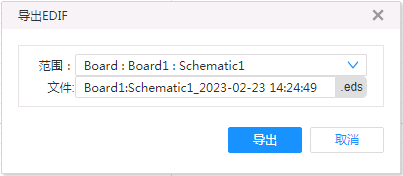 导出EDIF
范围： Board : Board1 : Schematic1
文件: Board1:Schematic1_2023-02-23 14:24:49 .eds
导出 取消